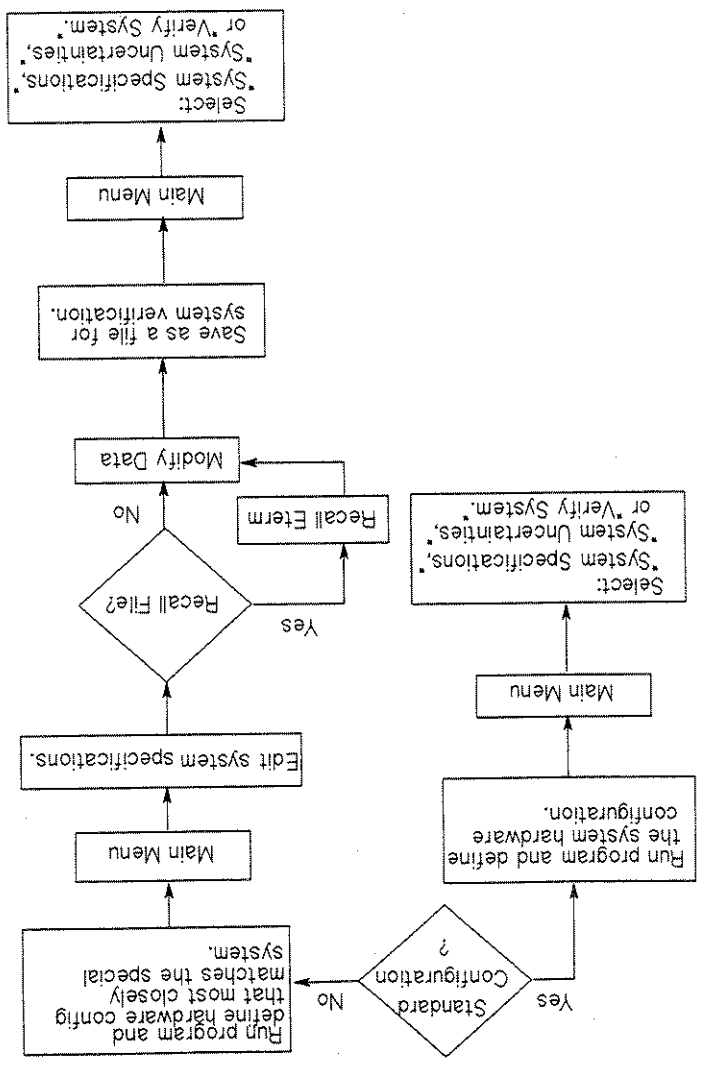 Standard
Configuration
?
Yes
No
Run program and define
the system hardware
configuration.
Main Menu
Select:
"System Specifications,"
"System Uncertainties,"
or "Verify System".
Run program and
define hardware config
that most closely
matches the special
system.
Main Menu
Edit system specifications.
Recall File?
Yes
No
Recall Eterm
Modify Data
Save as a file for
system verification.
Main Menu
Select:
"System Specifications,"
"System Uncertainties,"
or "Verify System".